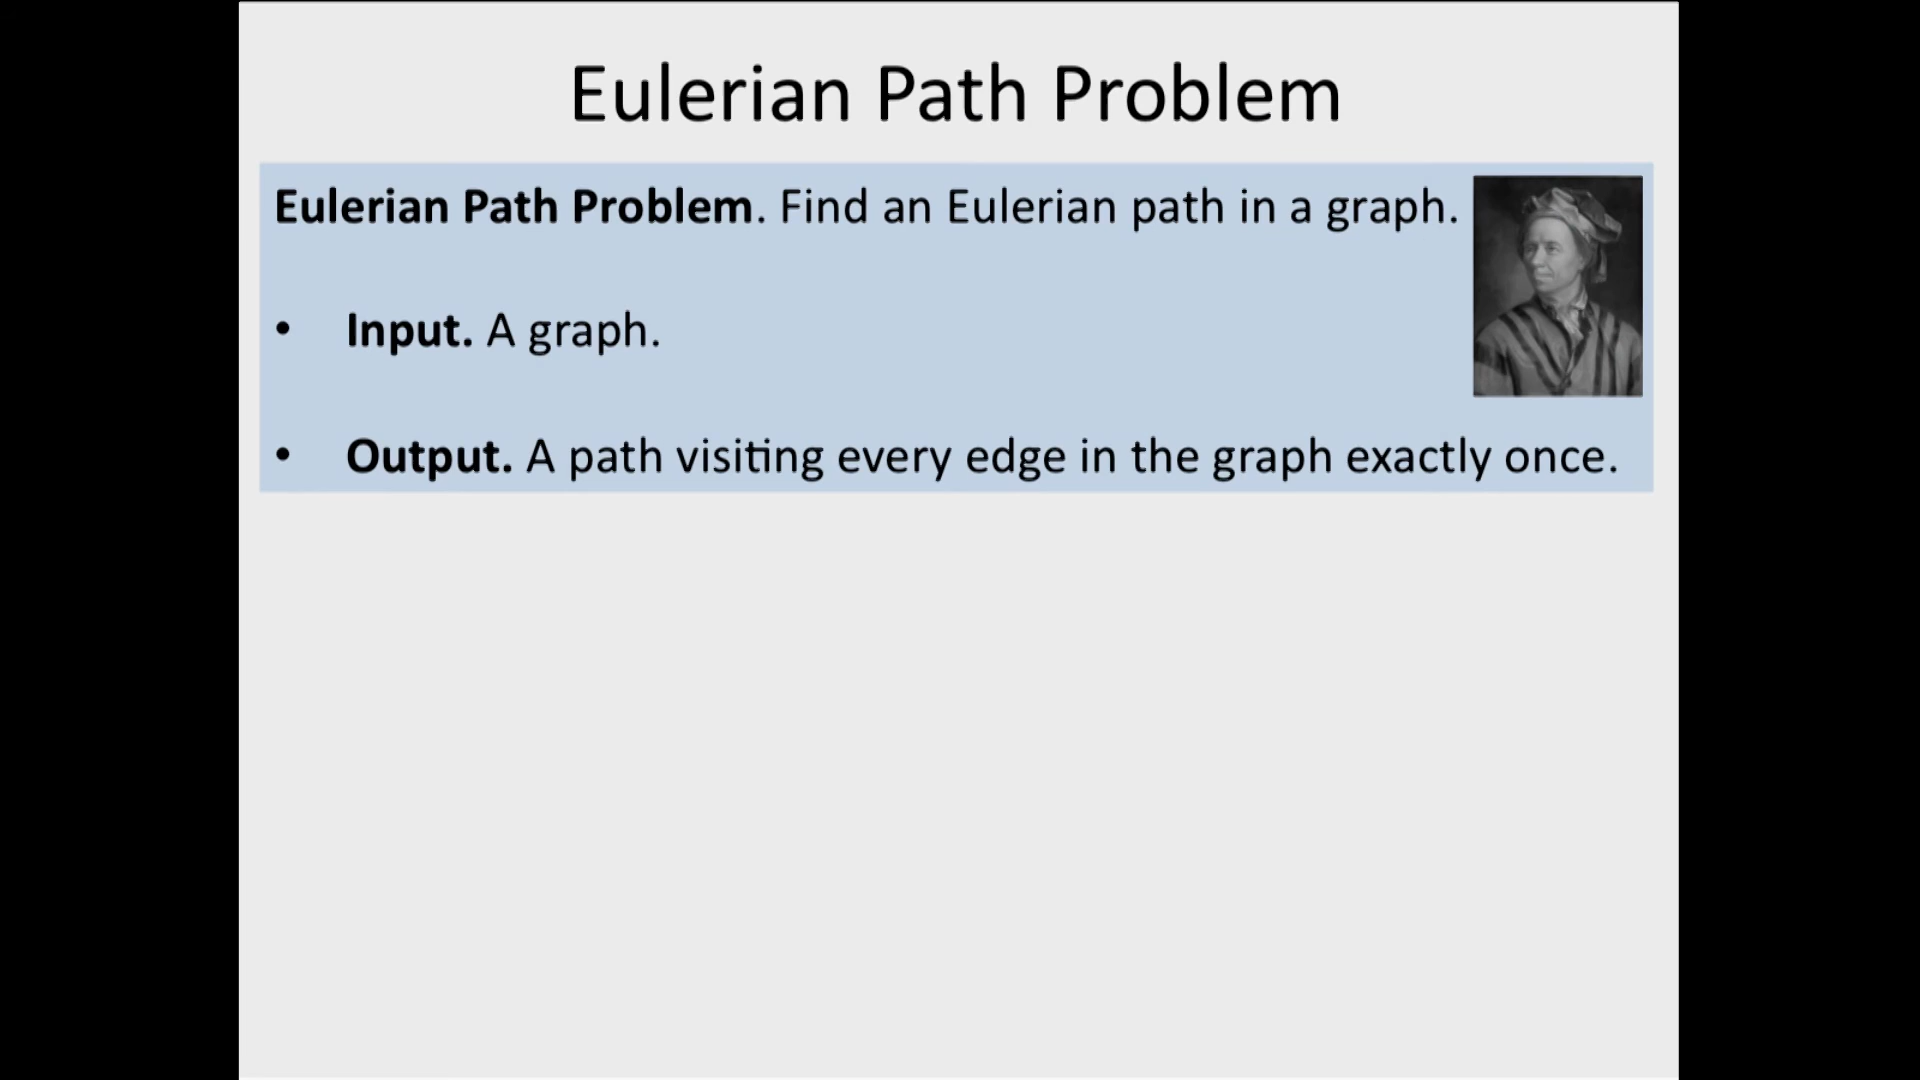 Eulerian Path Problem
Eulerian Path Problem. Find an Eulerian path in a graph.
• Input. A graph.
• Output. A path visiting every edge in the graph exactly once.